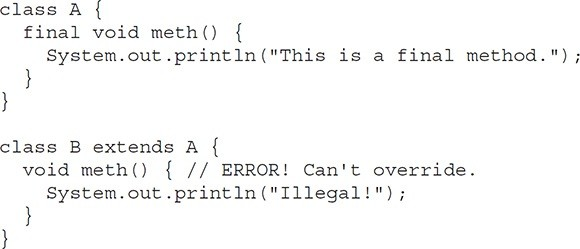 class A {
  final void meth() {
    System.out.println("This is a final method.");
  }
}

class B extends A {
  void meth() { // ERROR! Can't override.
    System.out.println("Illegal!");
  }
}